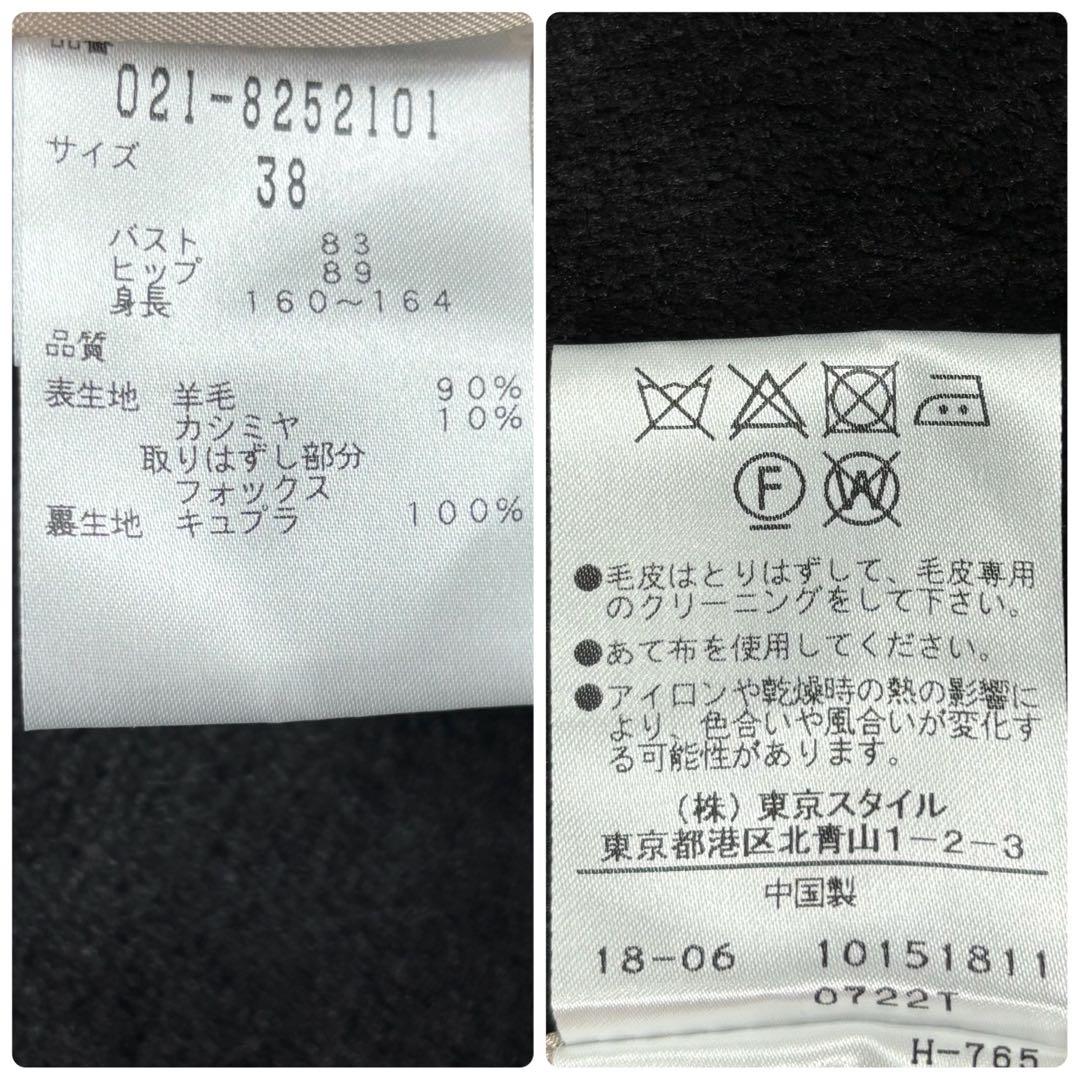 品番
021-8252101
サイズ
38
バスト 83
ヒップ 89
身長 160〜164
品質
表生地 羊毛 90%
カシミヤ 10%
取りはずし部分
フォックス
裏生地 キュプラ 100%
F W
●毛皮はとりはずして、毛皮専用
のクリーニングをして下さい。
●あて布を使用してください。
●アイロンや乾燥時の熱の影響に
より、色合いや風合いが変化す
る可能性があります。
(株)東京スタイル
東京都港区北青山1-2-3
中国製
18-06 10151811
0722T
H-765